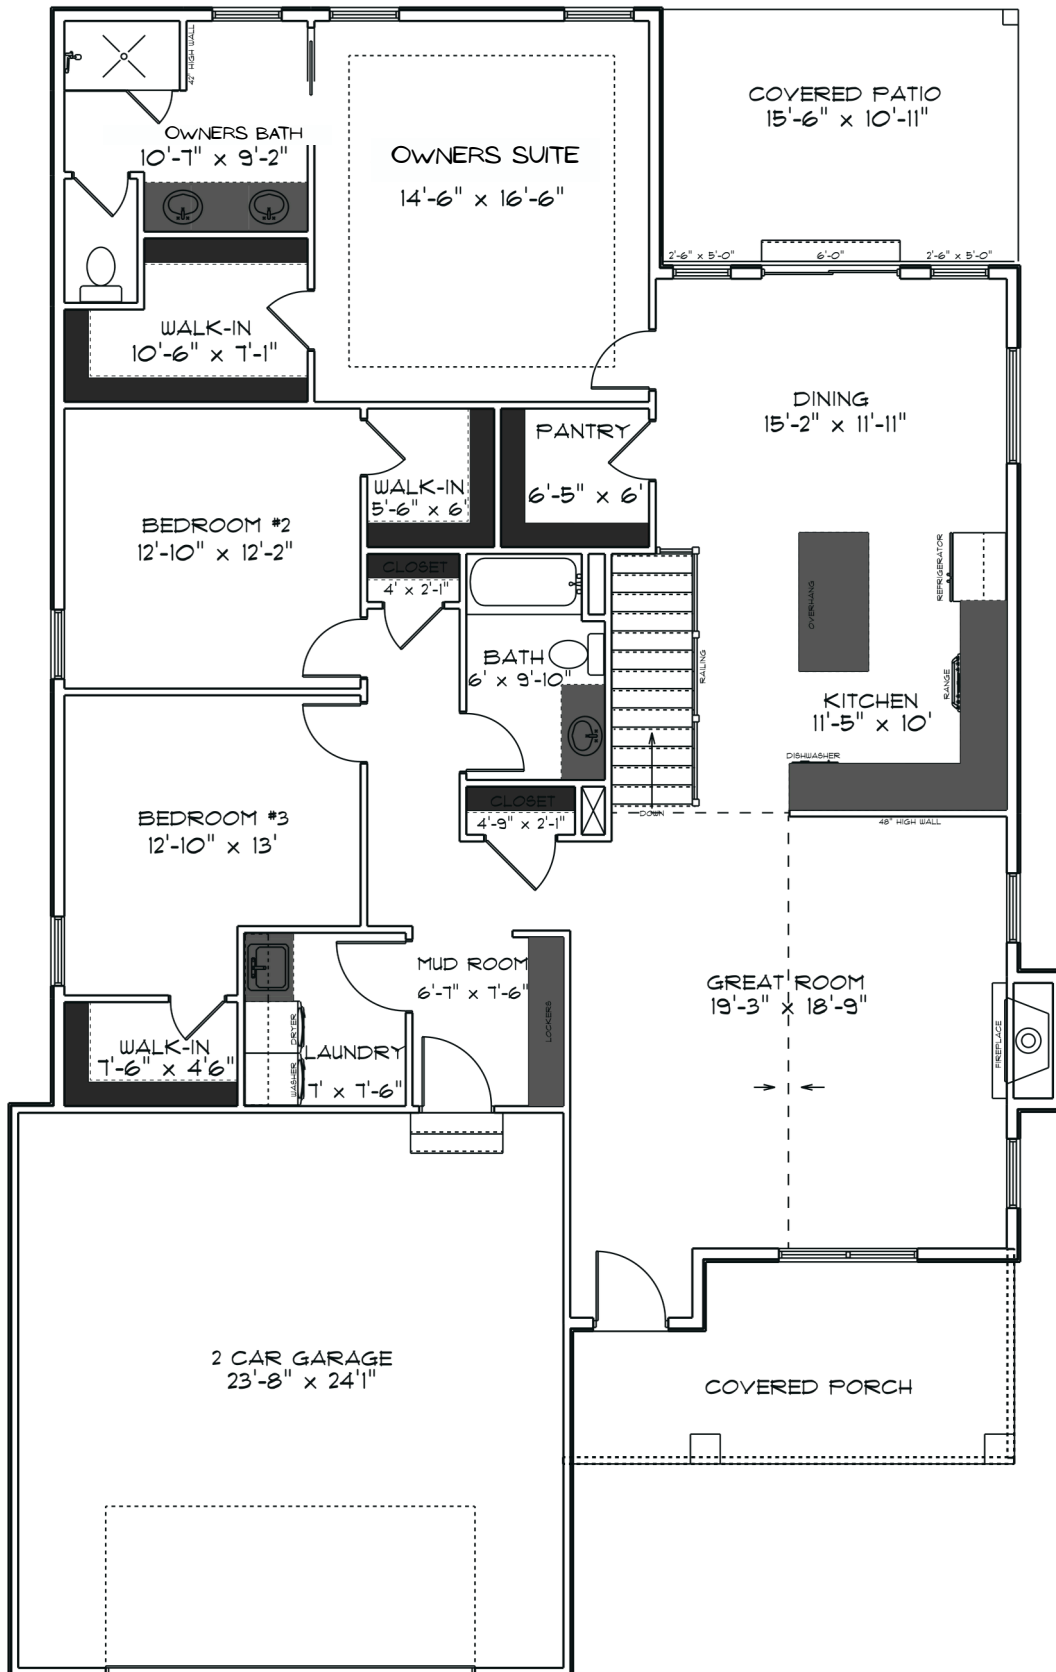 42" HIGH WALL
COVERED PATIO
15'-6" x 10'-11"
OWNERS BATH
10'-7" x 9'-2"
OWNERS SUITE
14'-6" x 16'-6"
2'-6" x 5'-0"
6'-0"
2'-6" x 5'-0"
WALK-IN
10'-6" x 7'-1"
DINING
15'-2" x 11'-11"
PANTRY
6'-5" x 6'
WALK-IN
5'-6" x 6'
BEDROOM #2
12'-10" x 12'-2"
CLOSET
4' x 2'-1"
REFRIGERATOR
OVERHANG
BATH
6' x 9'-10"
RAILING
RANGE
KITCHEN
11'-5" x 10'
DISHWASHER
CLOSET
4'-9" x 2'-1"
DOWN
48" HIGH WALL
BEDROOM #3
12'-10" x 13'
MUD ROOM
6'-7" x 7'-6"
LOCKERS
GREAT ROOM
19'-3" x 18'-9"
FIREPLACE
WALK-IN
7'-6" x 4'6"
DRYER
WASHER
LAUNDRY
7' x 7'-6"
2 CAR GARAGE
23'-8" x 24'1"
COVERED PORCH